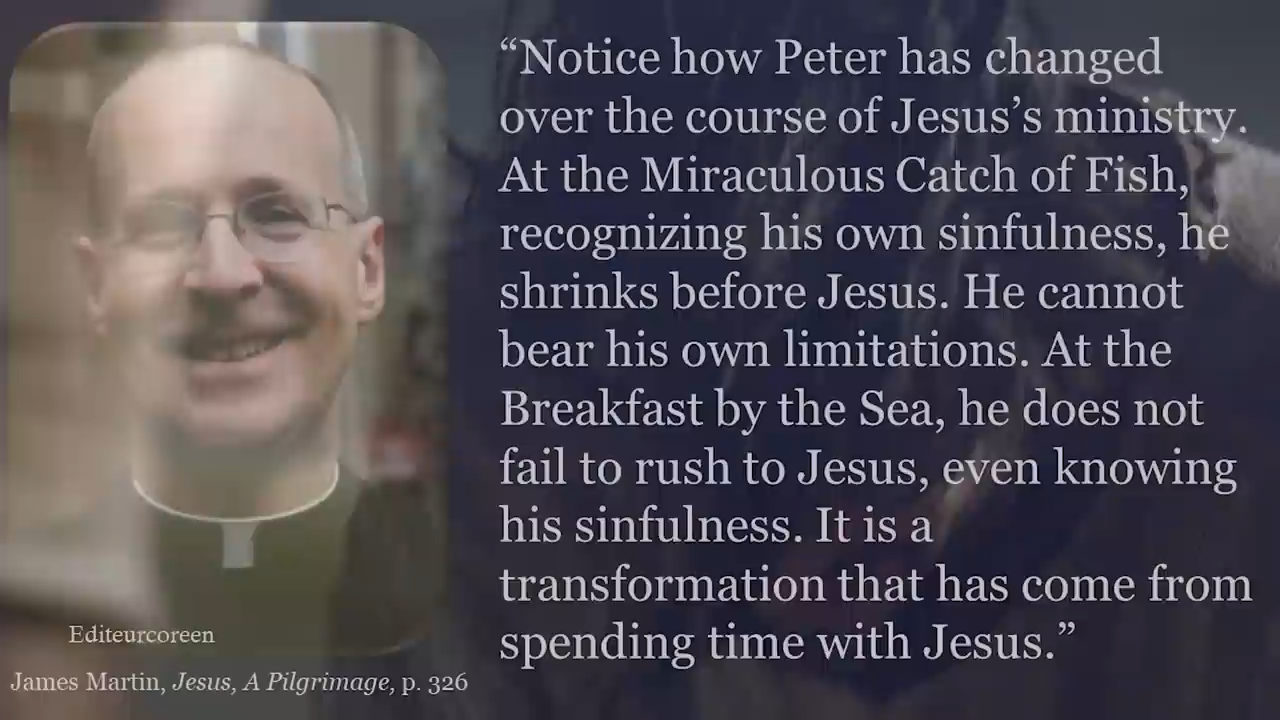 “Notice how Peter has changed
over the course of Jesus’s ministry.
At the Miraculous Catch of Fish,
recognizing his own sinfulness, he
shrinks before Jesus. He cannot
bear his own limitations. At the
Breakfast by the Sea, he does not
fail to rush to Jesus, even knowing
his sinfulness. It is a
transformation that has come from
spending time with Jesus.”
Editeurcoreen
James Martin, Jesus, A Pilgrimage, p. 326